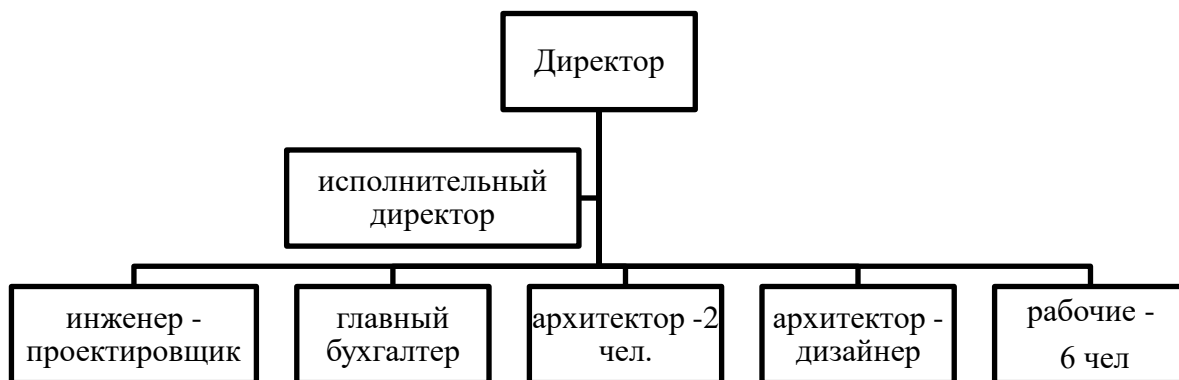 Директор
исполнительный
директор
инженер -
проектировщик
главный
бухгалтер
архитектор -2
чел.
архитектор -
дизайнер
рабочие -
6 чел